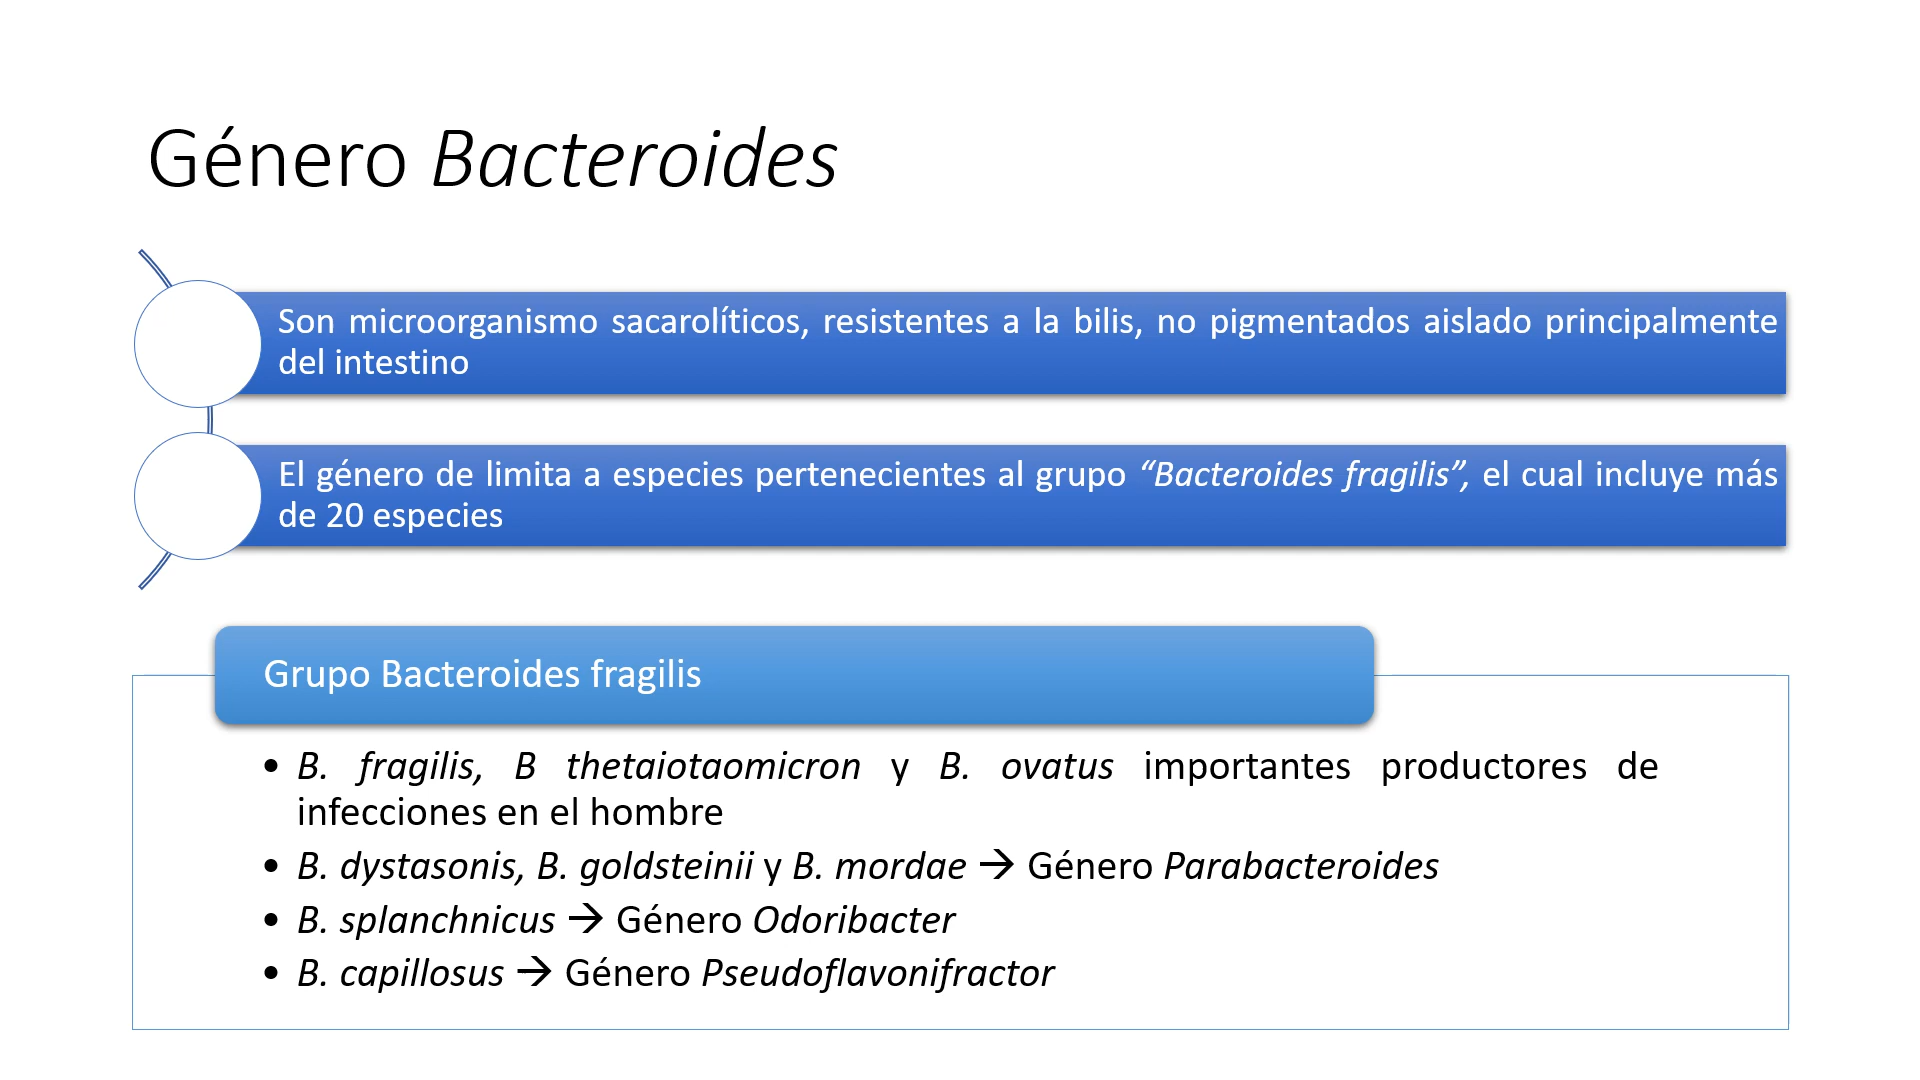 Género Bacteroides
Son microorganismo sacarolíticos, resistentes a la bilis, no pigmentados aislado principalmente
del intestino
El género de limita a especies pertenecientes al grupo “Bacteroides fragilis”, el cual incluye más
de 20 especies
Grupo Bacteroides fragilis
• B. fragilis, B thetaiotaomicron y B. ovatus importantes productores de
infecciones en el hombre
• B. dystasonis, B. goldsteinii y B. mordae → Género Parabacteroides
• B. splanchnicus → Género Odoribacter
• B. capillosus → Género Pseudoflavonifractor